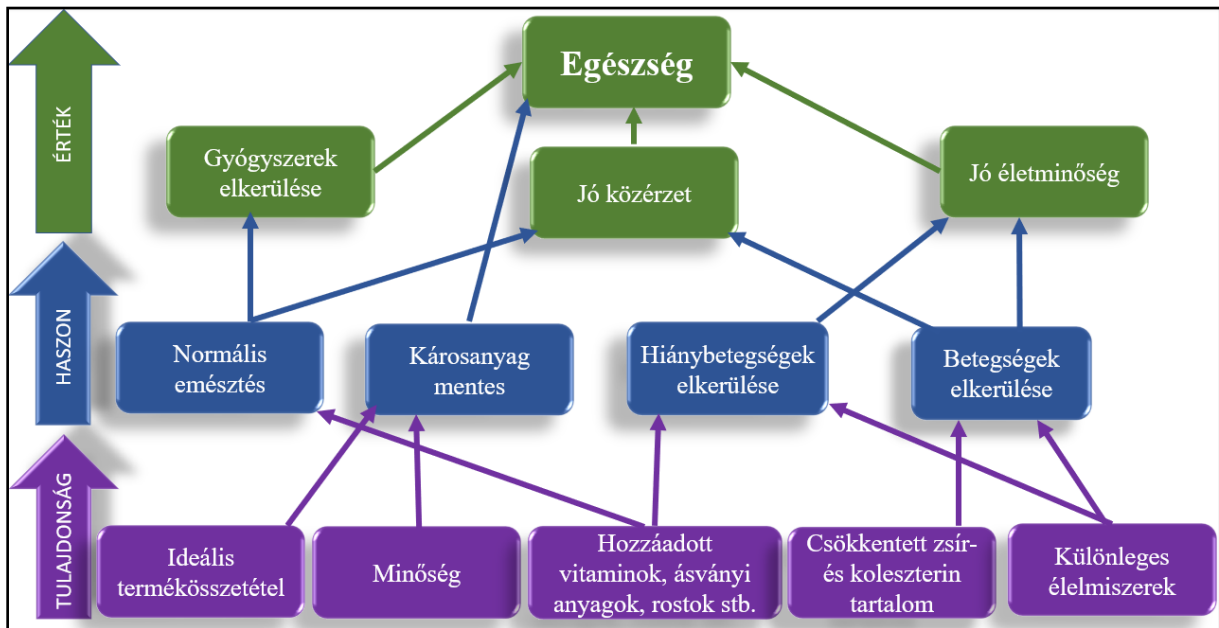 Egészség
ÉRTÉK
Gyógyszerek
elkerülése
Jó közérzet
Jó életminőség
HASZON
Normális
emésztés
Károsanyag
mentes
Hiánybetegségek
elkerülése
Betegségek
elkerülése
TULAJDONSÁG
Ideális
termékösszetétel
Minőség
Hozzáadott
vitaminok, ásványi
anyagok, rostok stb.
Csökkentett zsír-
és koleszterin
tartalom
Különleges
élelmiszerek